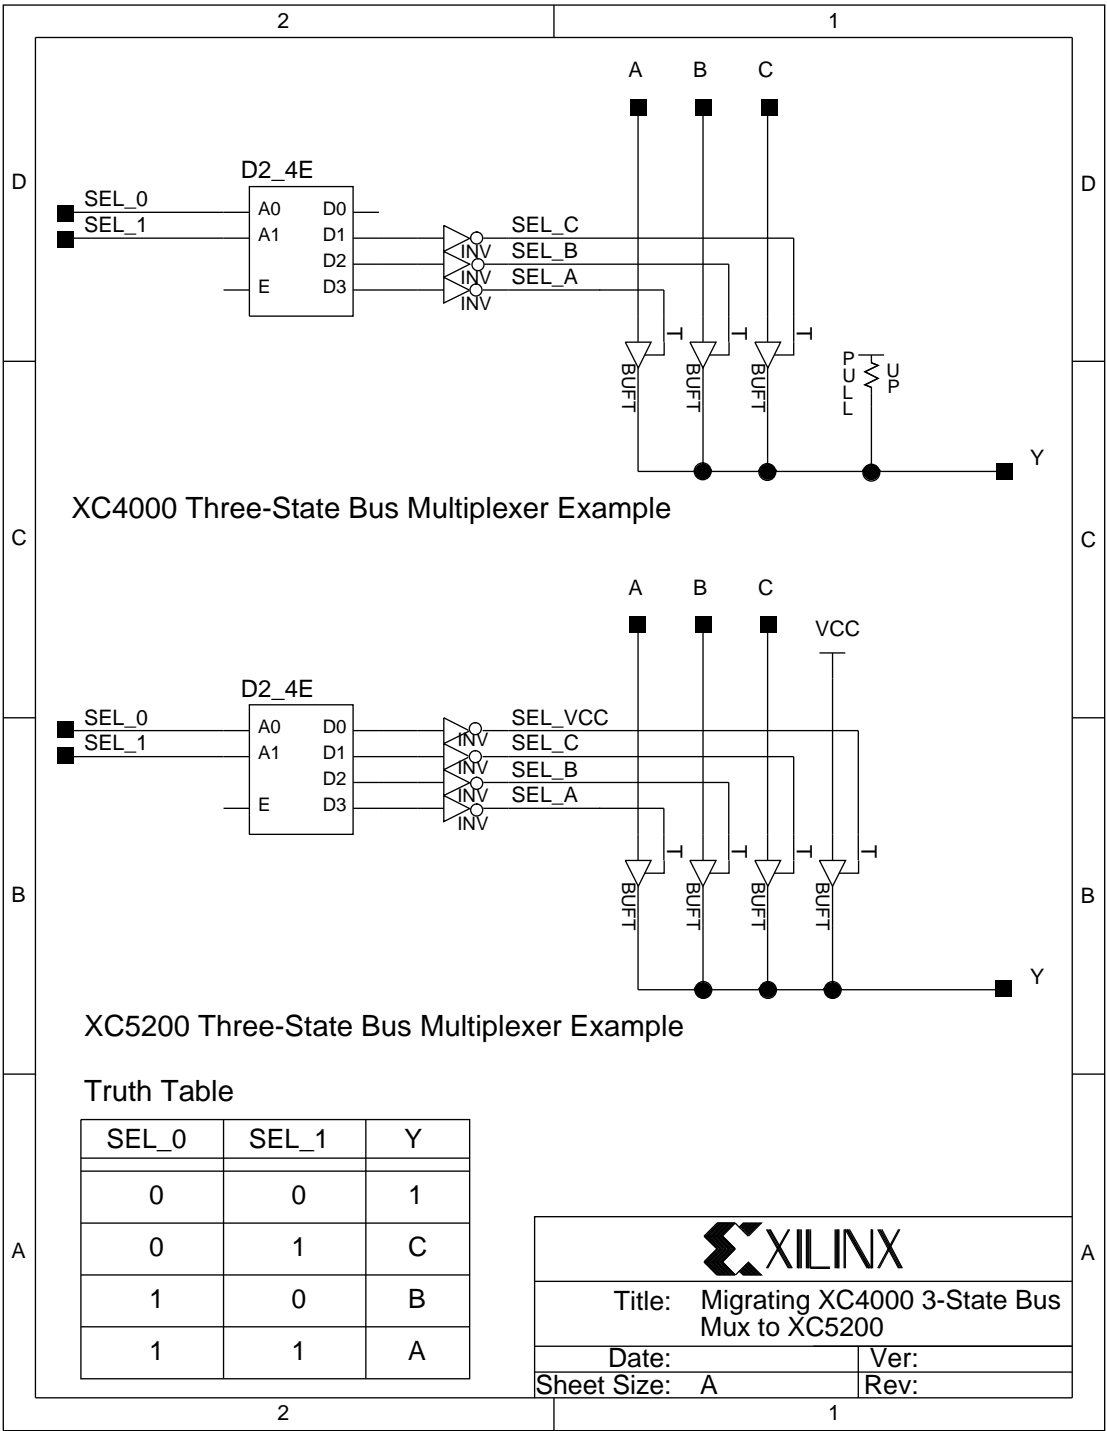 2 1
A B C
D D
D2_4E
SEL_0 A0 D0
SEL_1 A1 D1 SEL_C
D2 INV SEL_B
E D3 INV SEL_A
INV
T T T
BUFT BUFT BUFT PULL UP
Y
XC4000 Three-State Bus Multiplexer Example
C C
A B C
VCC
D2_4E
SEL_0 A0 D0 SEL_VCC
SEL_1 A1 D1 INV SEL_C
D2 INV SEL_B
E D3 INV SEL_A
INV
T T T T
BUFT BUFT BUFT BUFT
B B
Y
XC5200 Three-State Bus Multiplexer Example
Truth Table
SEL_0 SEL_1 Y
0 0 1
0 1 C
1 0 B
1 1 A
A A
XILINX
Title: Migrating XC4000 3-State Bus
Mux to XC5200
Date: Ver:
Sheet Size: A Rev:
2 1